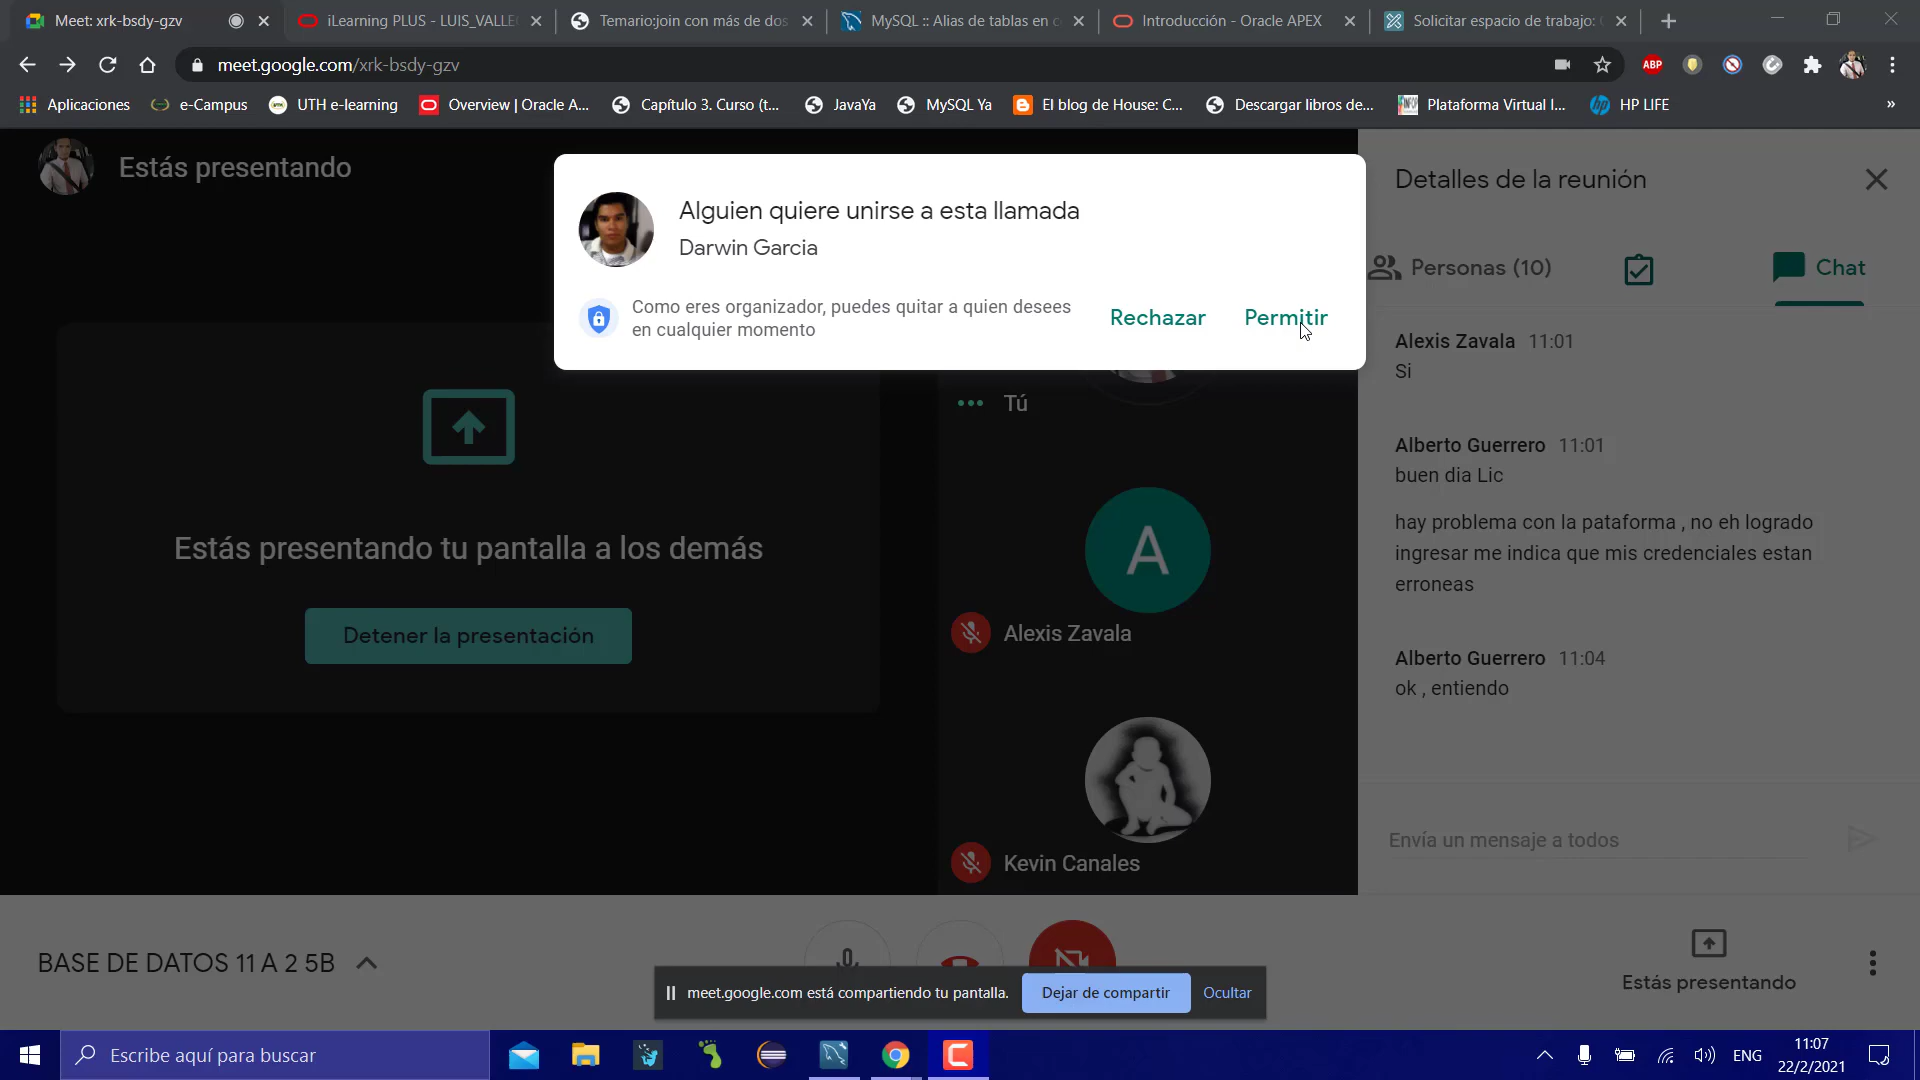 Meet: xrk-bsdy-gzv
iLearning PLUS - LUIS_VALLE
Temario:join con más de dos
MySQL :: Alias de tablas en c
Introducción - Oracle APEX
Solicitar espacio de trabajo:
meet.google.com/xrk-bsdy-gzv
ABP
Aplicaciones
e-Campus
UTH e-learning
Overview | Oracle A...
Capítulo 3. Curso (t...
JavaYa
MySQL Ya
El blog de House: C...
Descargar libros de...
Plataforma Virtual I...
HP LIFE
»
Estás presentando
Alguien quiere unirse a esta llamada
Darwin Garcia
Como eres organizador, puedes quitar a quien desees
en cualquier momento
Rechazar
Permitir
Detalles de la reunión
Personas (10)
Chat
Alexis Zavala 11:01
Si
Alberto Guerrero 11:01
buen dia Lic
hay problema con la pataforma , no eh logrado
ingresar me indica que mis credenciales estan
erroneas
Alberto Guerrero 11:04
ok , entiendo
Envía un mensaje a todos
Estás presentando tu pantalla a los demás
Detener la presentación
Tú
A
Alexis Zavala
Kevin Canales
BASE DE DATOS 11 A 2 5B
meet.google.com está compartiendo tu pantalla.
Dejar de compartir
Ocultar
Estás presentando
Escribe aquí para buscar
ENG
11:07
22/2/2021